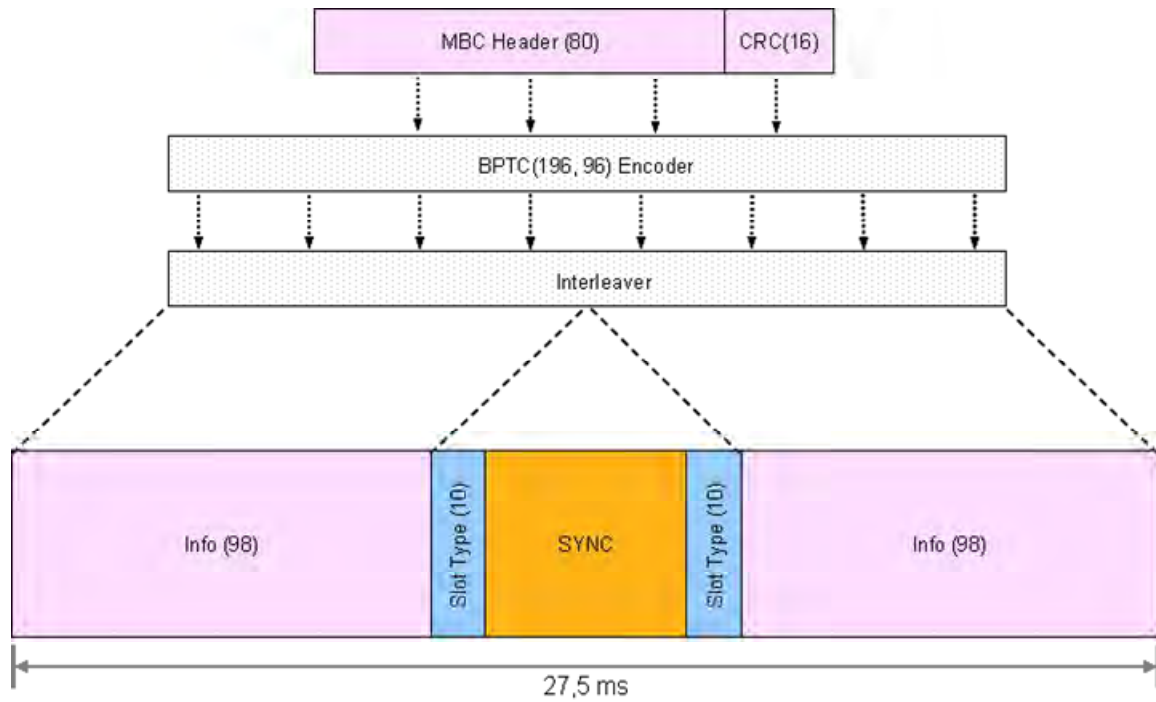 MBC Header (80) CRC(16)
BPTC(196, 96) Encoder
Interleaver
Info (98) Slot Type (10) SYNC Slot Type (10) Info (98)
27,5 ms